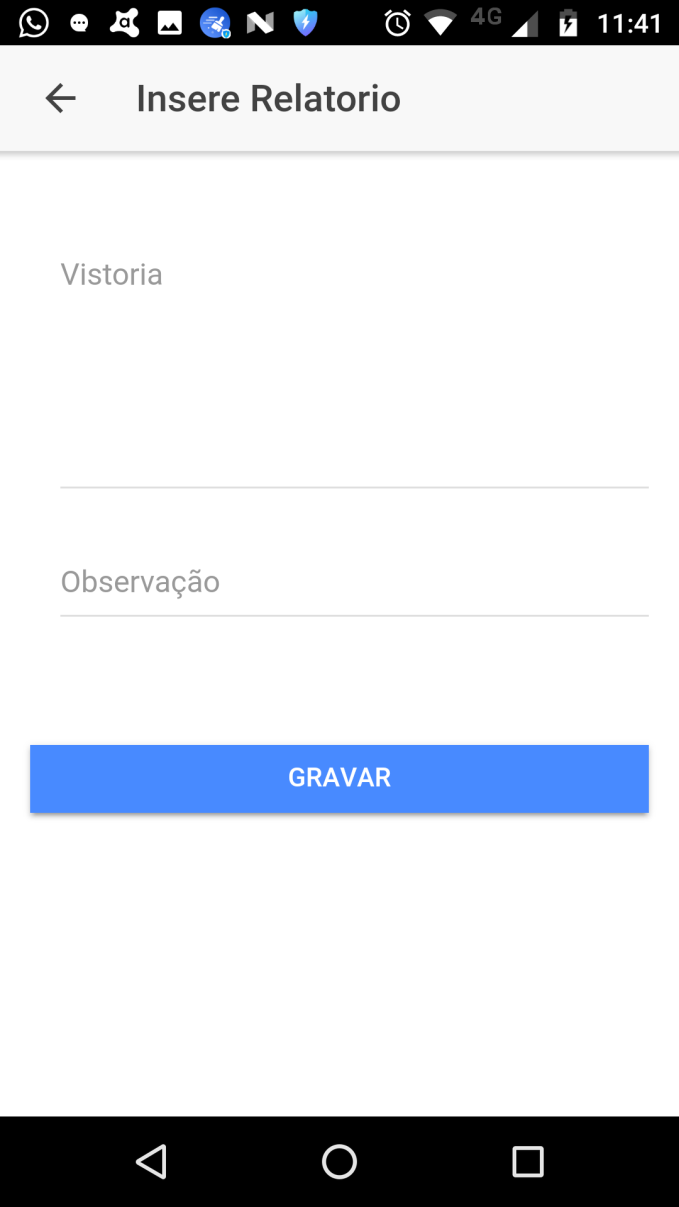 4G 11:41
Insere Relatorio
Vistoria
Observação
GRAVAR